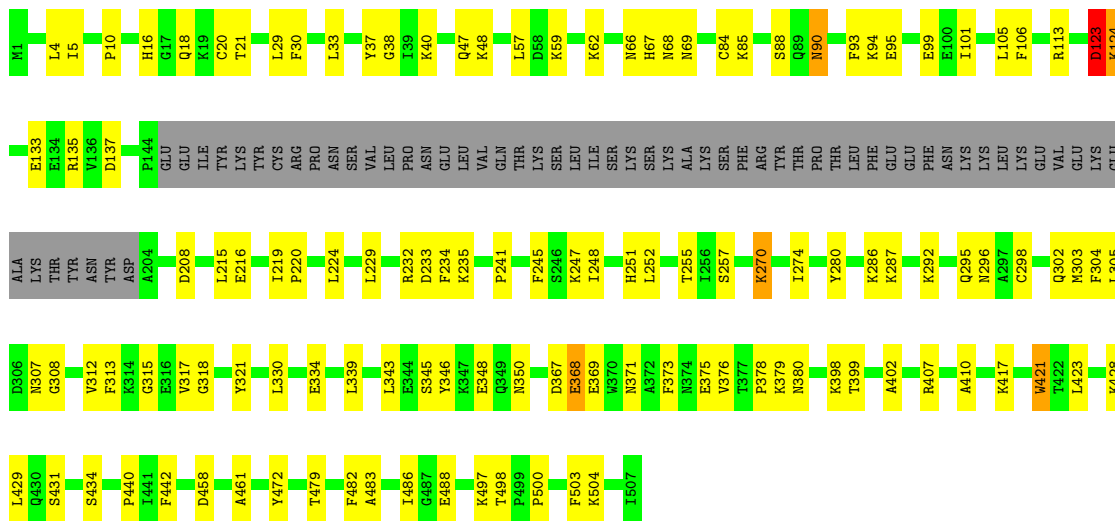 M1 L4 I5 P10 H16 G17 Q18 K19 C20 T21 L29 F30 L33 Y37 G38 I39 K40 Q47 K48 L57 D58 K59 K62 N66 H67 N68 N69 C84 K85 S88 Q89 N90 F93 K94 E95 E99 E100 I101 L105 F106 R113 D123 K124
E133 E134 R135 V136 D137 P144 GLU GLU ILE TYR LYS TYR CYS ARG PRO ASN SER VAL LEU PRO ASN GLU LEU VAL GLN THR LYS SER LEU ILE SER LYS SER LYS ALA LYS SER PHE ARG TYR THR PRO THR LEU PHE GLU GLU PHE ASN LYS LYS LEU LYS GLU VAL GLU LYS GLU
ALA LYS THR TYR ASN TYR ASP A204 D208 L215 E216 I219 P220 L224 L229 R232 D233 F234 K235 P241 F245 S246 K247 I248 H251 L252 T255 I256 S257 K270 I274 Y280 K286 K287 K292 Q295 N296 A297 C298 Q302 M303 F304 L305
D306 N307 G308 V312 F313 K314 G315 E316 V317 G318 Y321 L330 E334 L339 L343 E344 S345 Y346 K347 E348 Q349 N350 D367 E368 E369 W370 N371 A372 F373 N374 E375 V376 T377 P378 K379 N380 K398 T399 A402 R407 A410 K417 W421 T422 L423 K428
L429 Q430 S431 S434 P440 I441 F442 D458 A461 Y472 T479 F482 A483 I486 G487 E488 K497 T498 P499 P500 F503 K504 I507